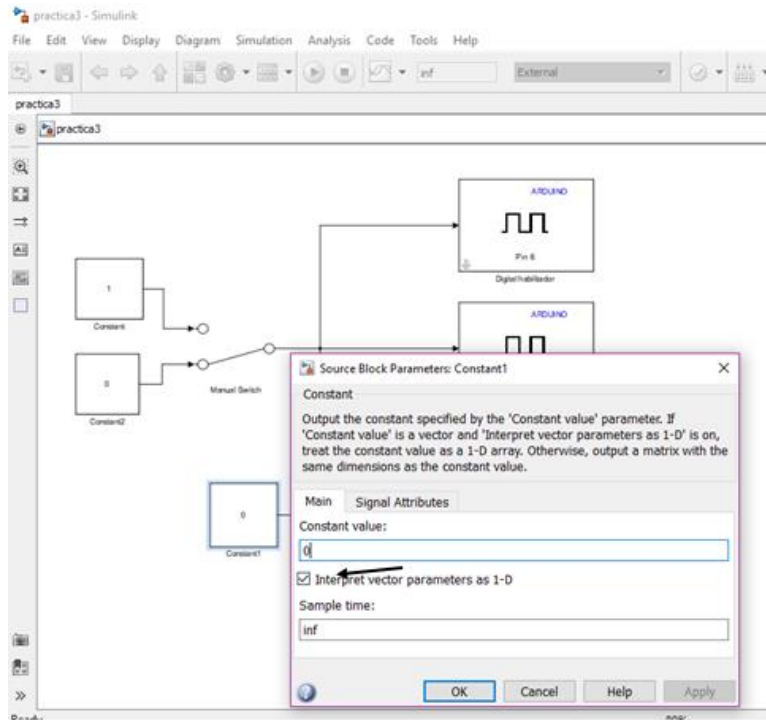 practica3 - Simulink
File Edit View Display Diagram Simulation Analysis Code Tools Help
inf
External
practica3
practica3
ARDUINO
Pin 6
Digital habilitador
1
Constant
ARDUINO
0
Manual Switch
Constant2
Source Block Parameters: Constant1
Constant
Output the constant specified by the 'Constant value' parameter. If
'Constant value' is a vector and 'Interpret vector parameters as 1-D' is on,
treat the constant value as a 1-D array. Otherwise, output a matrix with the
same dimensions as the constant value.
Main Signal Attributes
Constant value:
0
0
Constant1
Interpret vector parameters as 1-D
Sample time:
inf
OK Cancel Help Apply